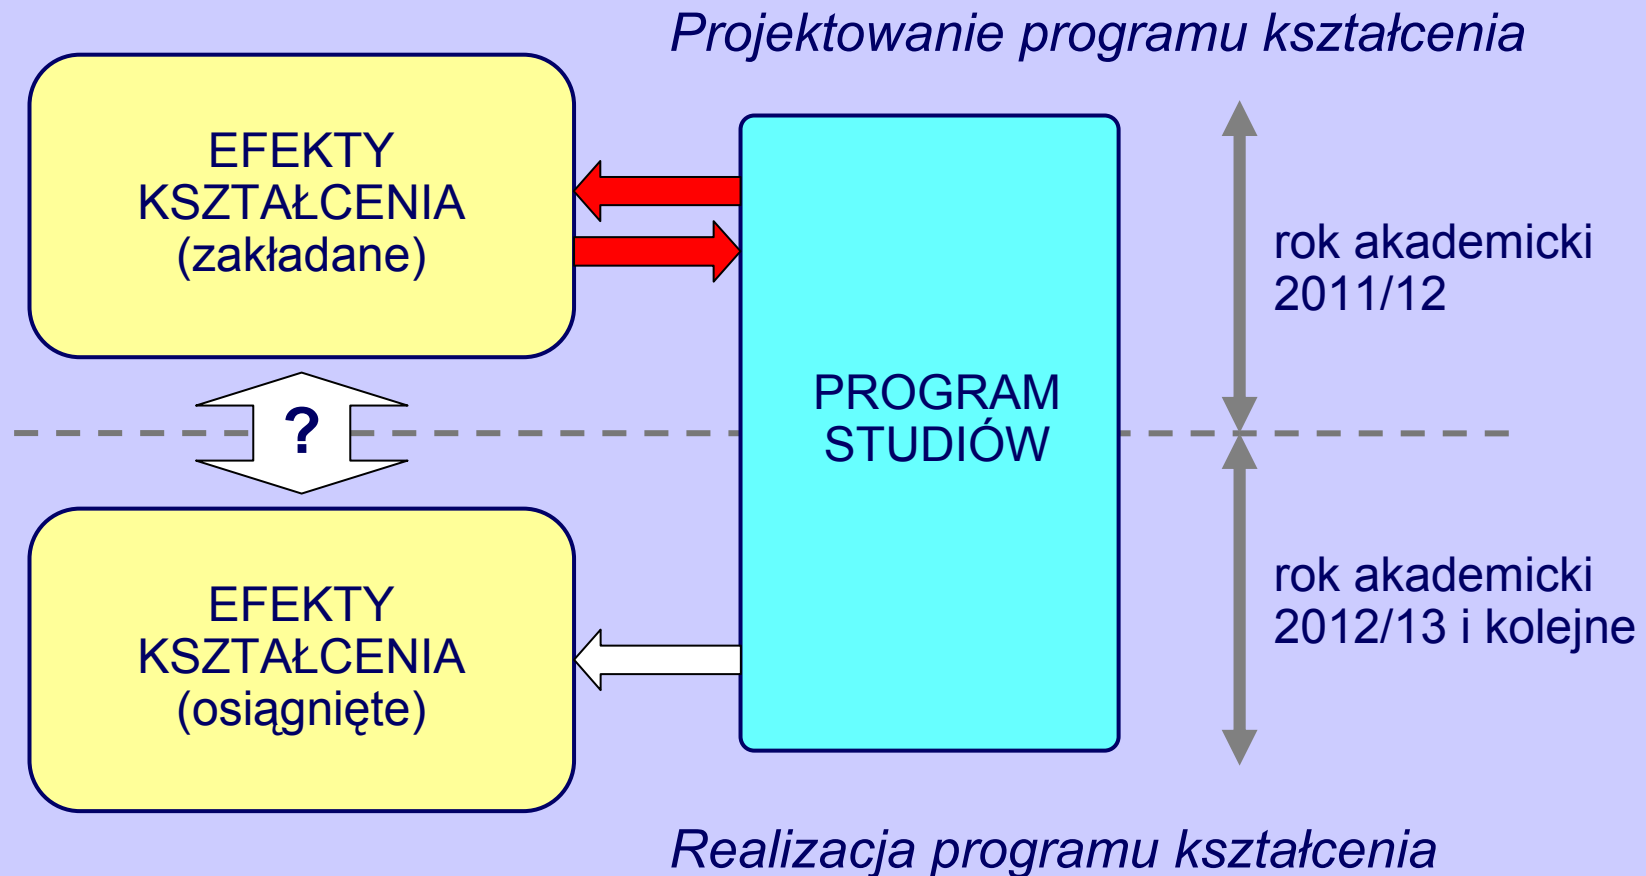 Projektowanie programu kształcenia
EFEKTY
KSZTAŁCENIA
(zakładane)
rok akademicki
2011/12
PROGRAM
STUDIÓW
?
EFEKTY
KSZTAŁCENIA
(osiągnięte)
rok akademicki
2012/13 i kolejne
Realizacja programu kształcenia